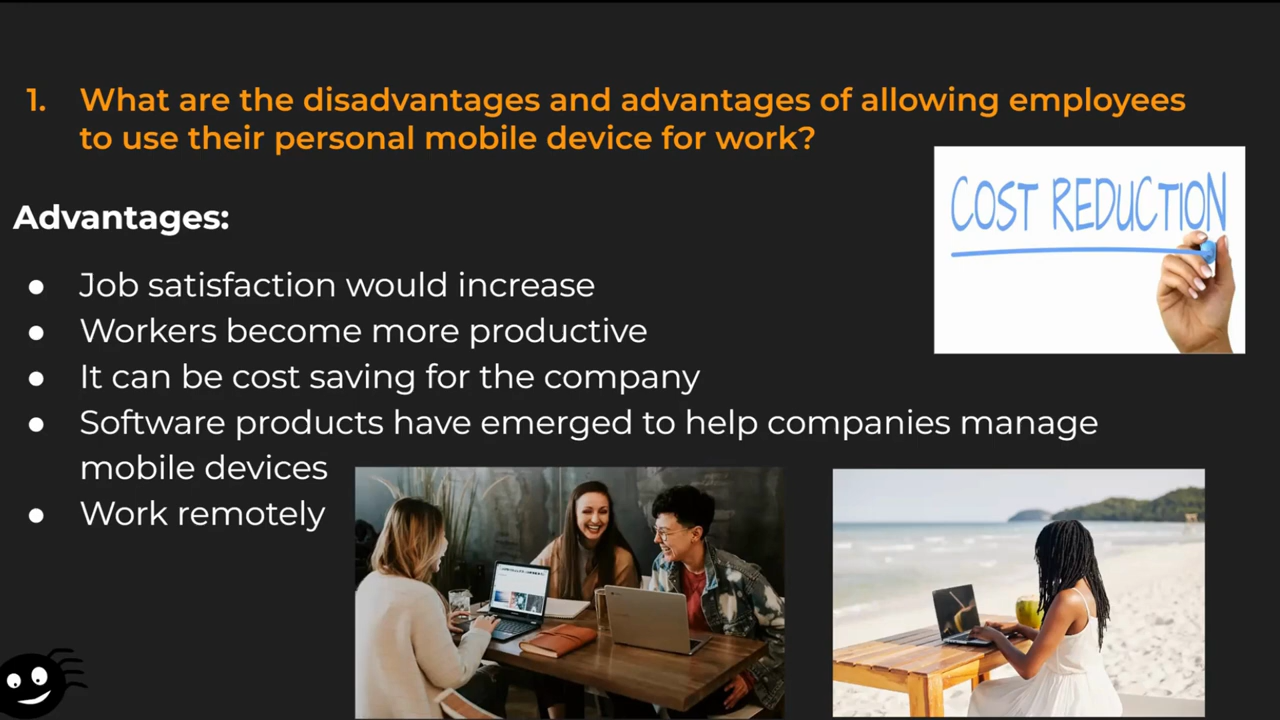 1. What are the disadvantages and advantages of allowing employees
to use their personal mobile device for work?
COST REDUCTION
Advantages:
● Job satisfaction would increase
● Workers become more productive
● It can be cost saving for the company
● Software products have emerged to help companies manage
mobile devices
● Work remotely